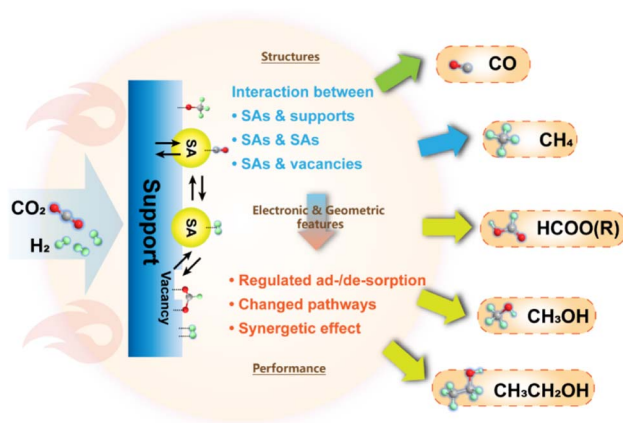 Structures
Interaction between
• SAs & supports
• SAs & SAs
• SAs & vacancies
Electronic & Geometric
features
• Regulated ad-/de-sorption
• Changed pathways
• Synergetic effect
Performance
CO₂
H₂
Support
SA
SA
Vacancy
CO
CH₄
HCOO(R)
CH₃OH
CH₃CH₂OH